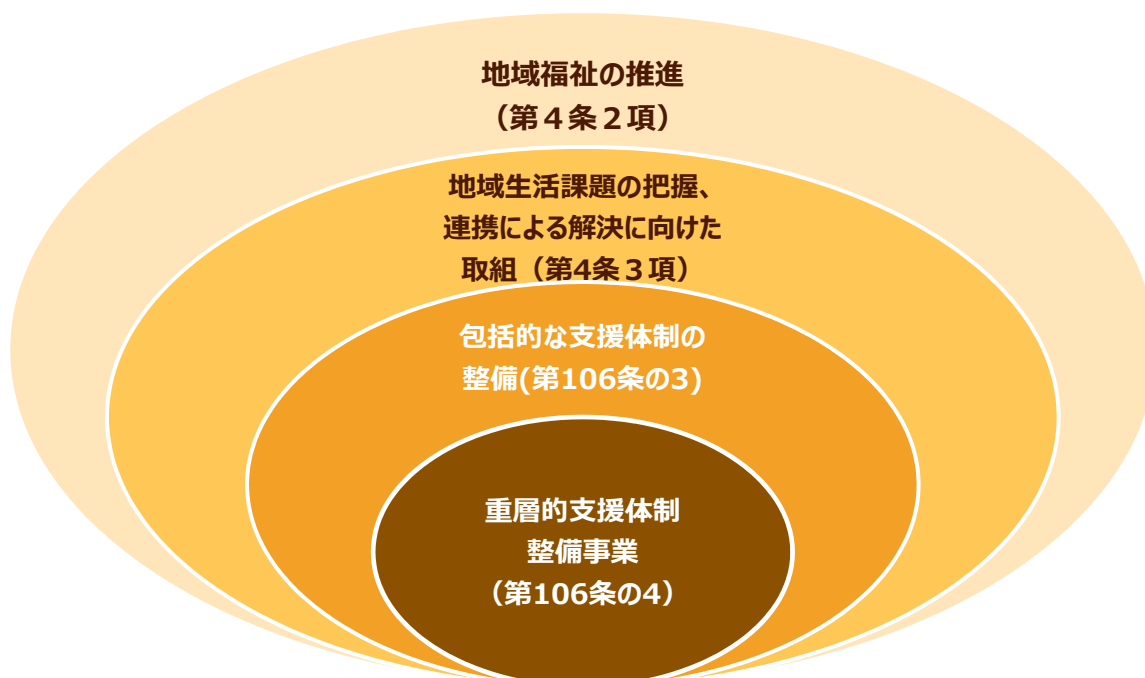 地域福祉の推進
（第４条２項）
地域生活課題の把握、
連携による解決に向けた
取組（第4条３項）
包括的な支援体制の
整備(第106条の3)
重層的支援体制
整備事業
（第106条の4）